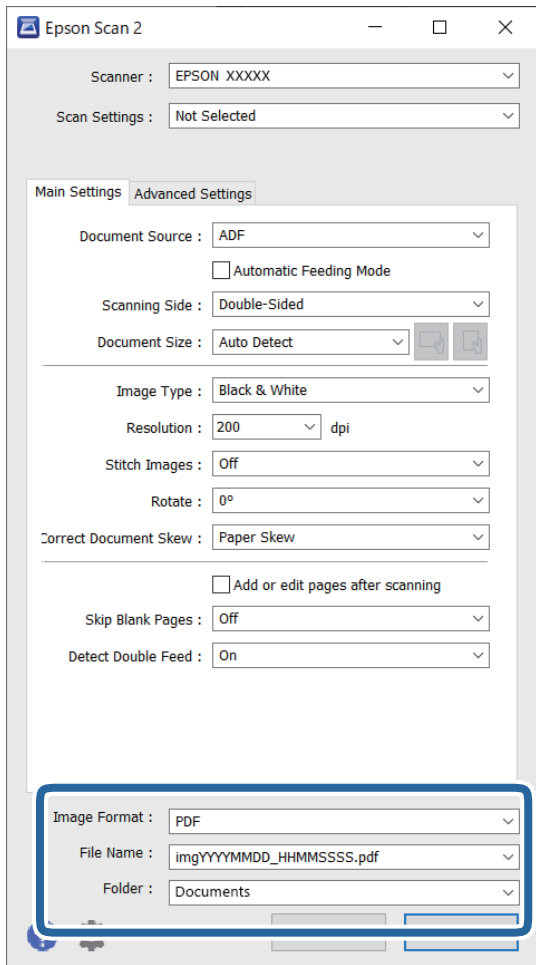 Epson Scan 2
Scanner : EPSON XXXXX
Scan Settings : Not Selected
Main Settings Advanced Settings
Document Source : ADF
Automatic Feeding Mode
Scanning Side : Double-Sided
Document Size : Auto Detect
Image Type : Black & White
Resolution : 200 dpi
Stitch Images : Off
Rotate : 0°
Correct Document Skew : Paper Skew
Add or edit pages after scanning
Skip Blank Pages : Off
Detect Double Feed : On
Image Format : PDF
File Name : imgYYYYMMDD_HHMMSSSS.pdf
Folder : Documents